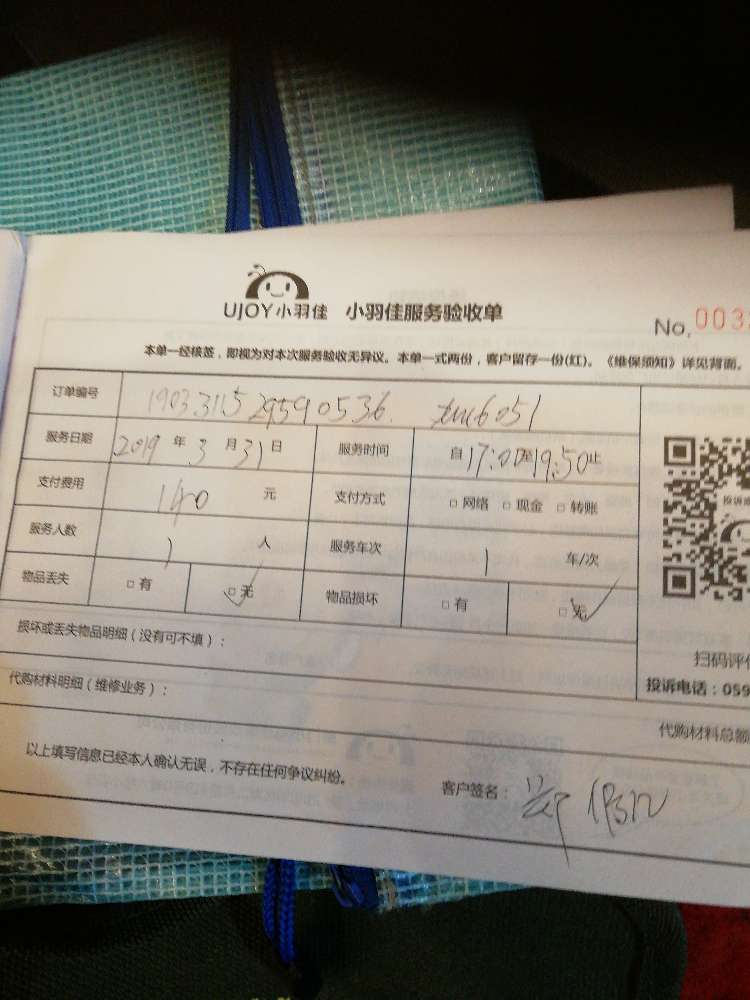 UJOY小羽佳 小羽佳服务验收单
No. 003
本单一经核签，即视为对本次服务验收无异议。本单一式两份，客户留存一份(红)。《维保须知》详见背面。
订单编号 1903311529590536
服务日期 2019 年 3 月 31 日 服务时间 自 17:00 至 19:50 止
支付费用 140 元 支付方式 □ 网络 □ 现金 □ 转账
服务人数 1 人 服务车次 1 车/次
物品丢失 □ 有 □ 无 ✓ 物品损坏 □ 有 □ 无 ✓
损坏或丢失物品明细（没有可不填）：
扫码评
投诉电话：059
代购材料明细（维修业务）：
代购材料总额
以上填写信息已经本人确认无误，不存在任何争议纠纷。
客户签名：